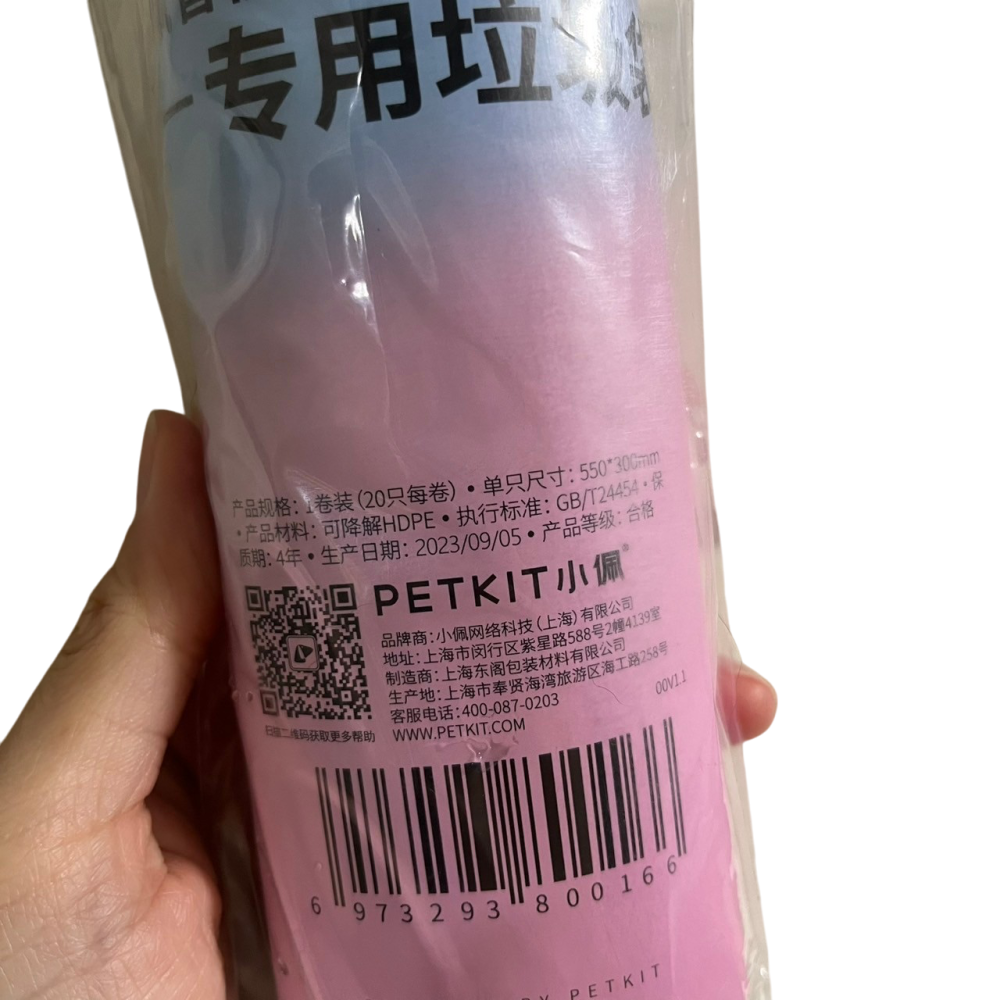 专用垃圾袋
产品规格：1卷装（20只每卷）• 单只尺寸：550*300mm
• 产品材料：可降解HDPE • 执行标准：GB/T24454 • 保
质期：4年 • 生产日期：2023/09/05 • 产品等级：合格
PETKIT小佩®
品牌商：小佩网络科技（上海）有限公司
地址：上海市闵行区紫星路588号2幢4139室
制造商：上海东阁包装材料有限公司
生产地：上海市奉贤海湾旅游区海工路258号
客服电话：400-087-0203
00V1.1
WWW.PETKIT.COM
扫描二维码获取更多帮助
6 973293 800166
BY PETKIT